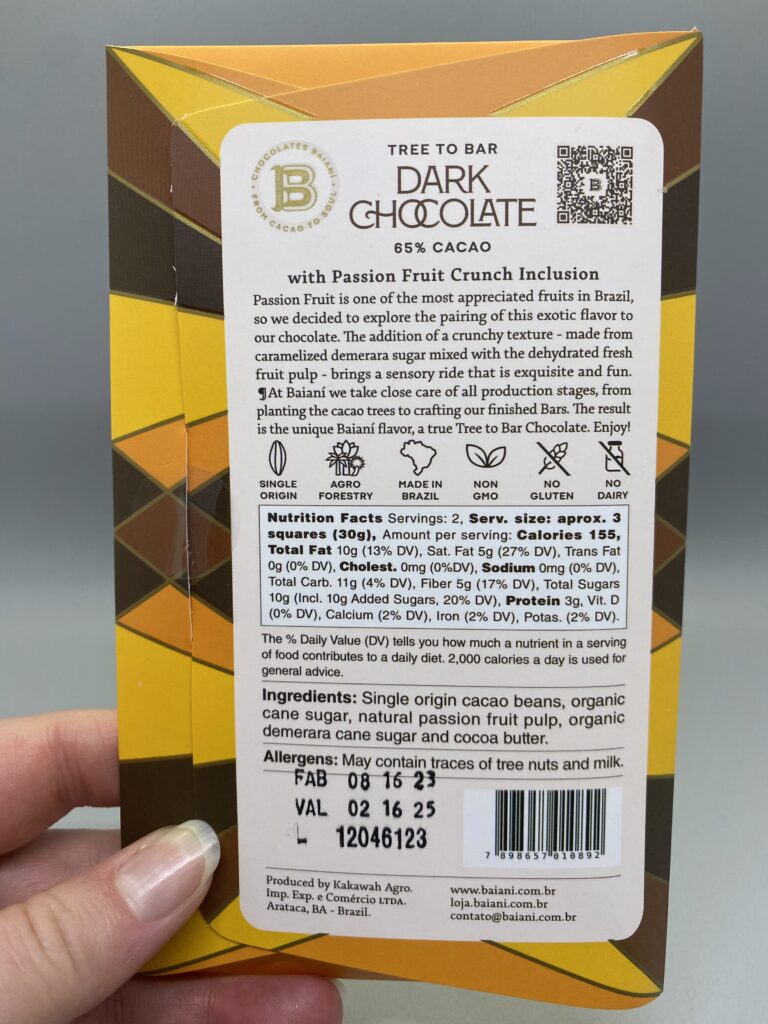 CHOCOLATES BAIANÍ
FROM CACAO TO SOUL
B
TREE TO BAR
DARK
CHOCOLATE
65% CACAO
B
with Passion Fruit Crunch Inclusion
Passion Fruit is one of the most appreciated fruits in Brazil,
so we decided to explore the pairing of this exotic flavor to
our chocolate. The addition of a crunchy texture - made from
caramelized demerara sugar mixed with the dehydrated fresh
fruit pulp - brings a sensory ride that is exquisite and fun.
¶At Baianí we take close care of all production stages, from
planting the cacao trees to crafting our finished Bars. The result
is the unique Baianí flavor, a true Tree to Bar Chocolate. Enjoy!
SINGLE ORIGIN
AGRO FORESTRY
MADE IN BRAZIL
NON GMO
NO GLUTEN
NO DAIRY
Nutrition Facts Servings: 2, Serv. size: aprox. 3
squares (30g), Amount per serving: Calories 155,
Total Fat 10g (13% DV), Sat. Fat 5g (27% DV), Trans Fat
0g (0% DV), Cholest. 0mg (0%DV), Sodium 0mg (0% DV),
Total Carb. 11g (4% DV), Fiber 5g (17% DV), Total Sugars
10g (Incl. 10g Added Sugars, 20% DV), Protein 3g, Vit. D
(0% DV), Calcium (2% DV), Iron (2% DV), Potas. (2% DV).
The % Daily Value (DV) tells you how much a nutrient in a serving
of food contributes to a daily diet. 2,000 calories a day is used for
general advice.
Ingredients: Single origin cacao beans, organic
cane sugar, natural passion fruit pulp, organic
demerara cane sugar and cocoa butter.
Allergens: May contain traces of tree nuts and milk.
FAB 08 16 23
VAL 02 16 25
L 12046123
7 898657 010892
Produced by Kakawah Agro.
Imp. Exp. e Comércio LTDA.
Arataca, BA - Brazil.
www.baiani.com.br
loja.baiani.com.br
contato@baiani.com.br